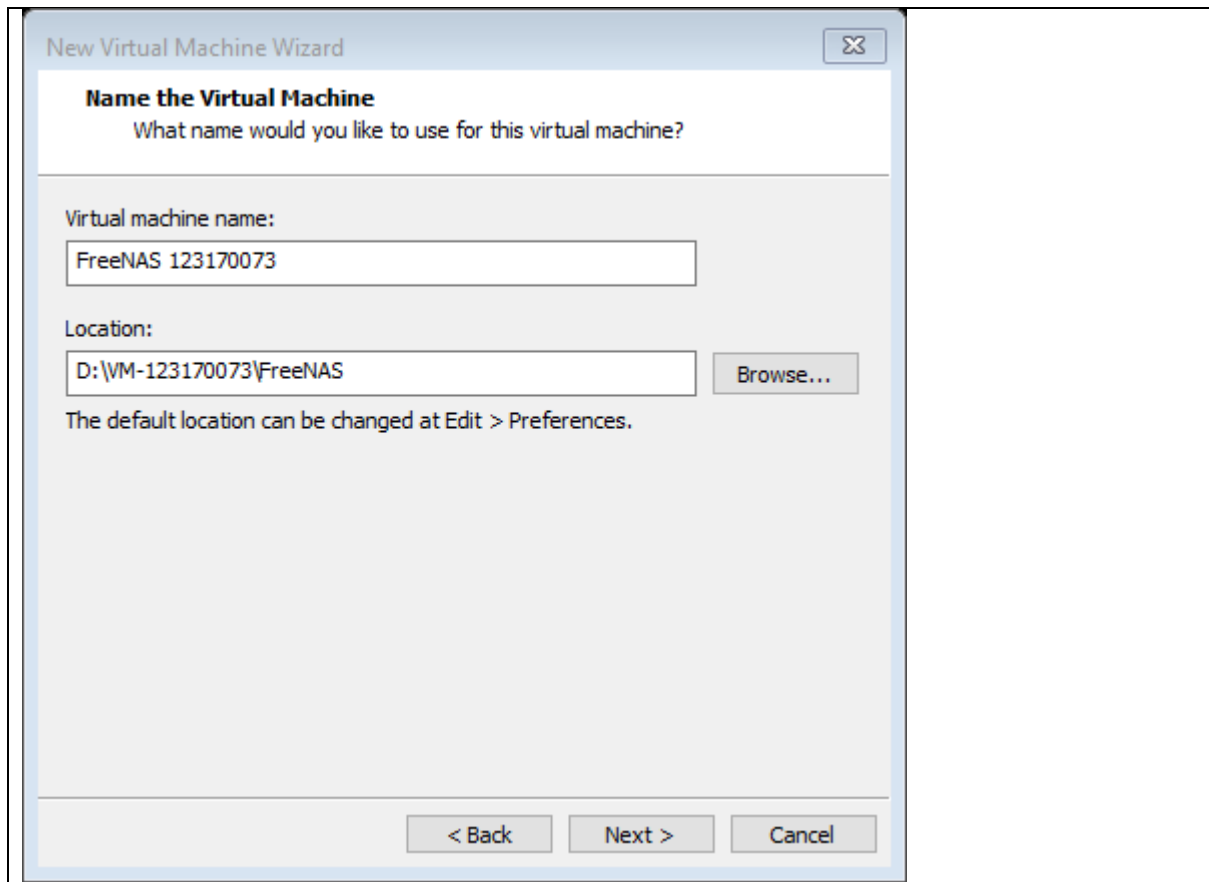 New Virtual Machine Wizard
Name the Virtual Machine
What name would you like to use for this virtual machine?
Virtual machine name:
FreeNAS 123170073
Location:
D:\VM-123170073\FreeNAS
Browse...
The default location can be changed at Edit > Preferences.
< Back
Next >
Cancel